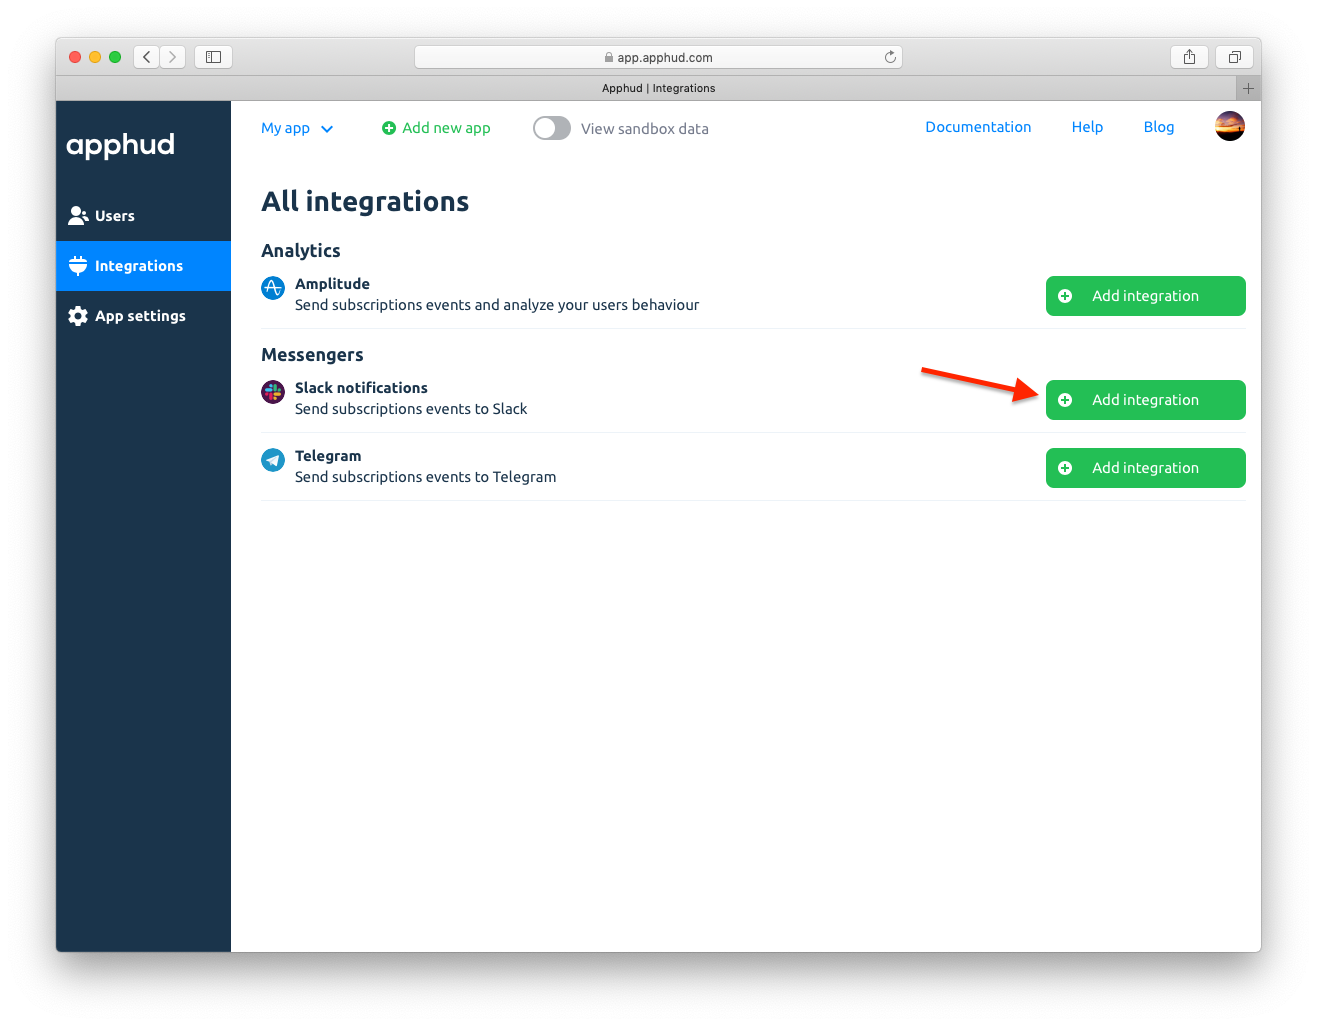 app.apphud.com
Apphud | Integrations
apphud
Users
Integrations
App settings
My app
Add new app
View sandbox data
Documentation
Help
Blog
All integrations
Analytics
Amplitude
Send subscriptions events and analyze your users behaviour
Add integration
Messengers
Slack notifications
Send subscriptions events to Slack
Add integration
Telegram
Send subscriptions events to Telegram
Add integration